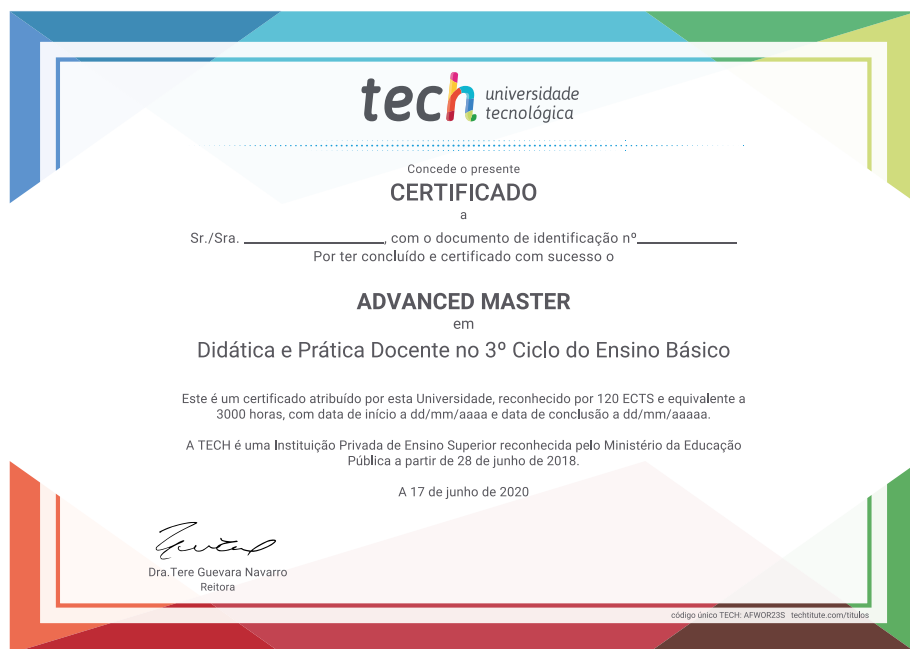 tech universidade
tecnológica
Concede o presente
CERTIFICADO
a
Sr./Sra. ________________, com o documento de identificação nº____________
Por ter concluído e certificado com sucesso o
ADVANCED MASTER
em
Didática e Prática Docente no 3º Ciclo do Ensino Básico
Este é um certificado atribuído por esta Universidade, reconhecido por 120 ECTS e equivalente a
3000 horas, com data de início a dd/mm/aaaa e data de conclusão a dd/mm/aaaaa.
A TECH é uma Instituição Privada de Ensino Superior reconhecida pelo Ministério da Educação
Pública a partir de 28 de junho de 2018.
A 17 de junho de 2020
Dra.Tere Guevara Navarro
Reitora
código único TECH: AFWOR23S techtitute.com/titulos